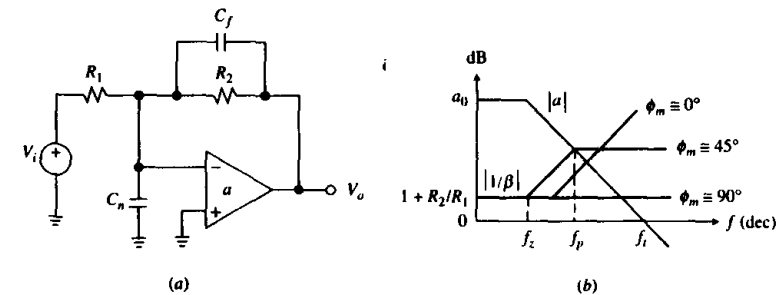 C_f
R_1
R_2
V_i
C_n
−
a
+
V_o
(a)
i
dB
a_0
|a|
ϕ_m ≅ 0°
ϕ_m ≅ 45°
|1/β|
1 + R_2/R_1
ϕ_m ≅ 90°
0
f (dec)
f_z
f_p
f_t
(b)